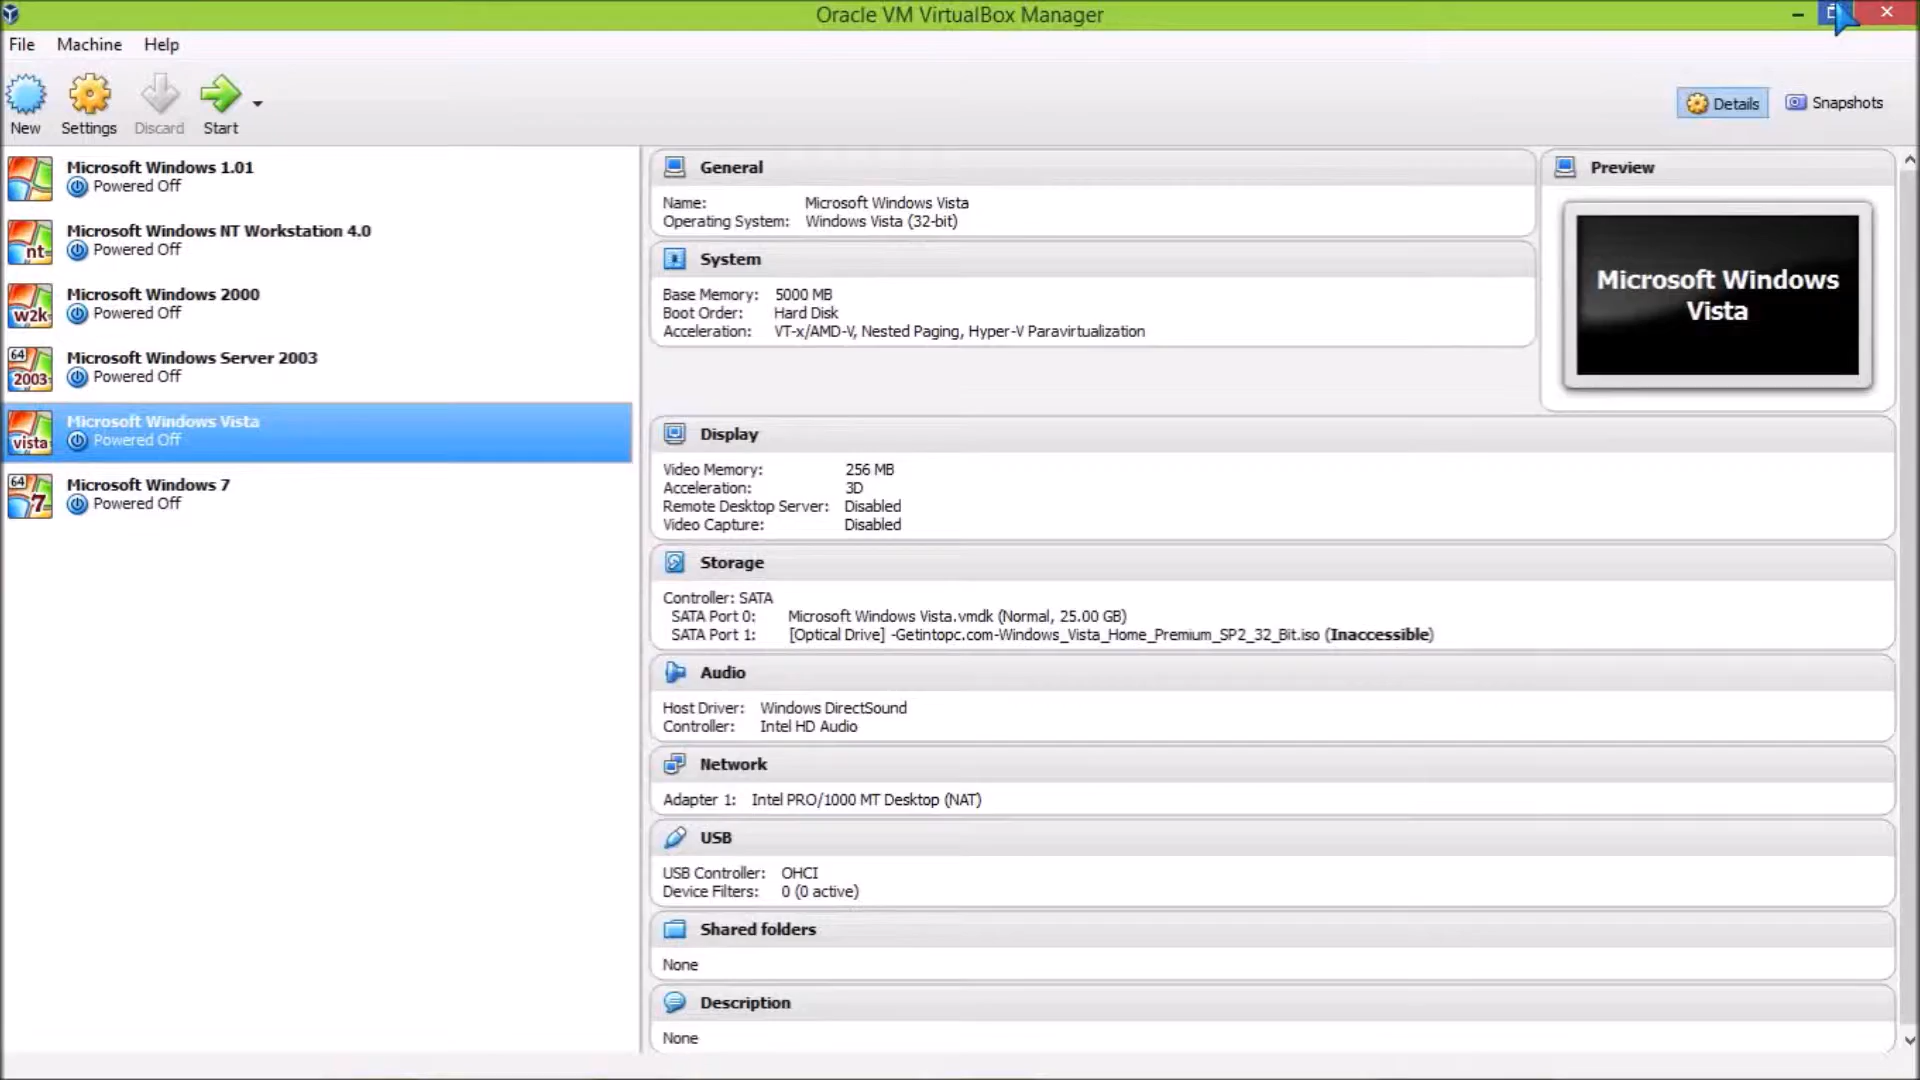 Oracle VM VirtualBox Manager
File Machine Help
New Settings Discard Start
Details Snapshots
Microsoft Windows 1.01
Powered Off
nt
Microsoft Windows NT Workstation 4.0
Powered Off
w2k
Microsoft Windows 2000
Powered Off
64
2003
Microsoft Windows Server 2003
Powered Off
vista
Microsoft Windows Vista
Powered Off
64
7
Microsoft Windows 7
Powered Off
General
Name: Microsoft Windows Vista
Operating System: Windows Vista (32-bit)
System
Base Memory: 5000 MB
Boot Order: Hard Disk
Acceleration: VT-x/AMD-V, Nested Paging, Hyper-V Paravirtualization
Preview
Microsoft Windows
Vista
Display
Video Memory: 256 MB
Acceleration: 3D
Remote Desktop Server: Disabled
Video Capture: Disabled
Storage
Controller: SATA
SATA Port 0: Microsoft Windows Vista.vmdk (Normal, 25.00 GB)
SATA Port 1: [Optical Drive] -Getintopc.com-Windows_Vista_Home_Premium_SP2_32_Bit.iso (Inaccessible)
Audio
Host Driver: Windows DirectSound
Controller: Intel HD Audio
Network
Adapter 1: Intel PRO/1000 MT Desktop (NAT)
USB
USB Controller: OHCI
Device Filters: 0 (0 active)
Shared folders
None
Description
None